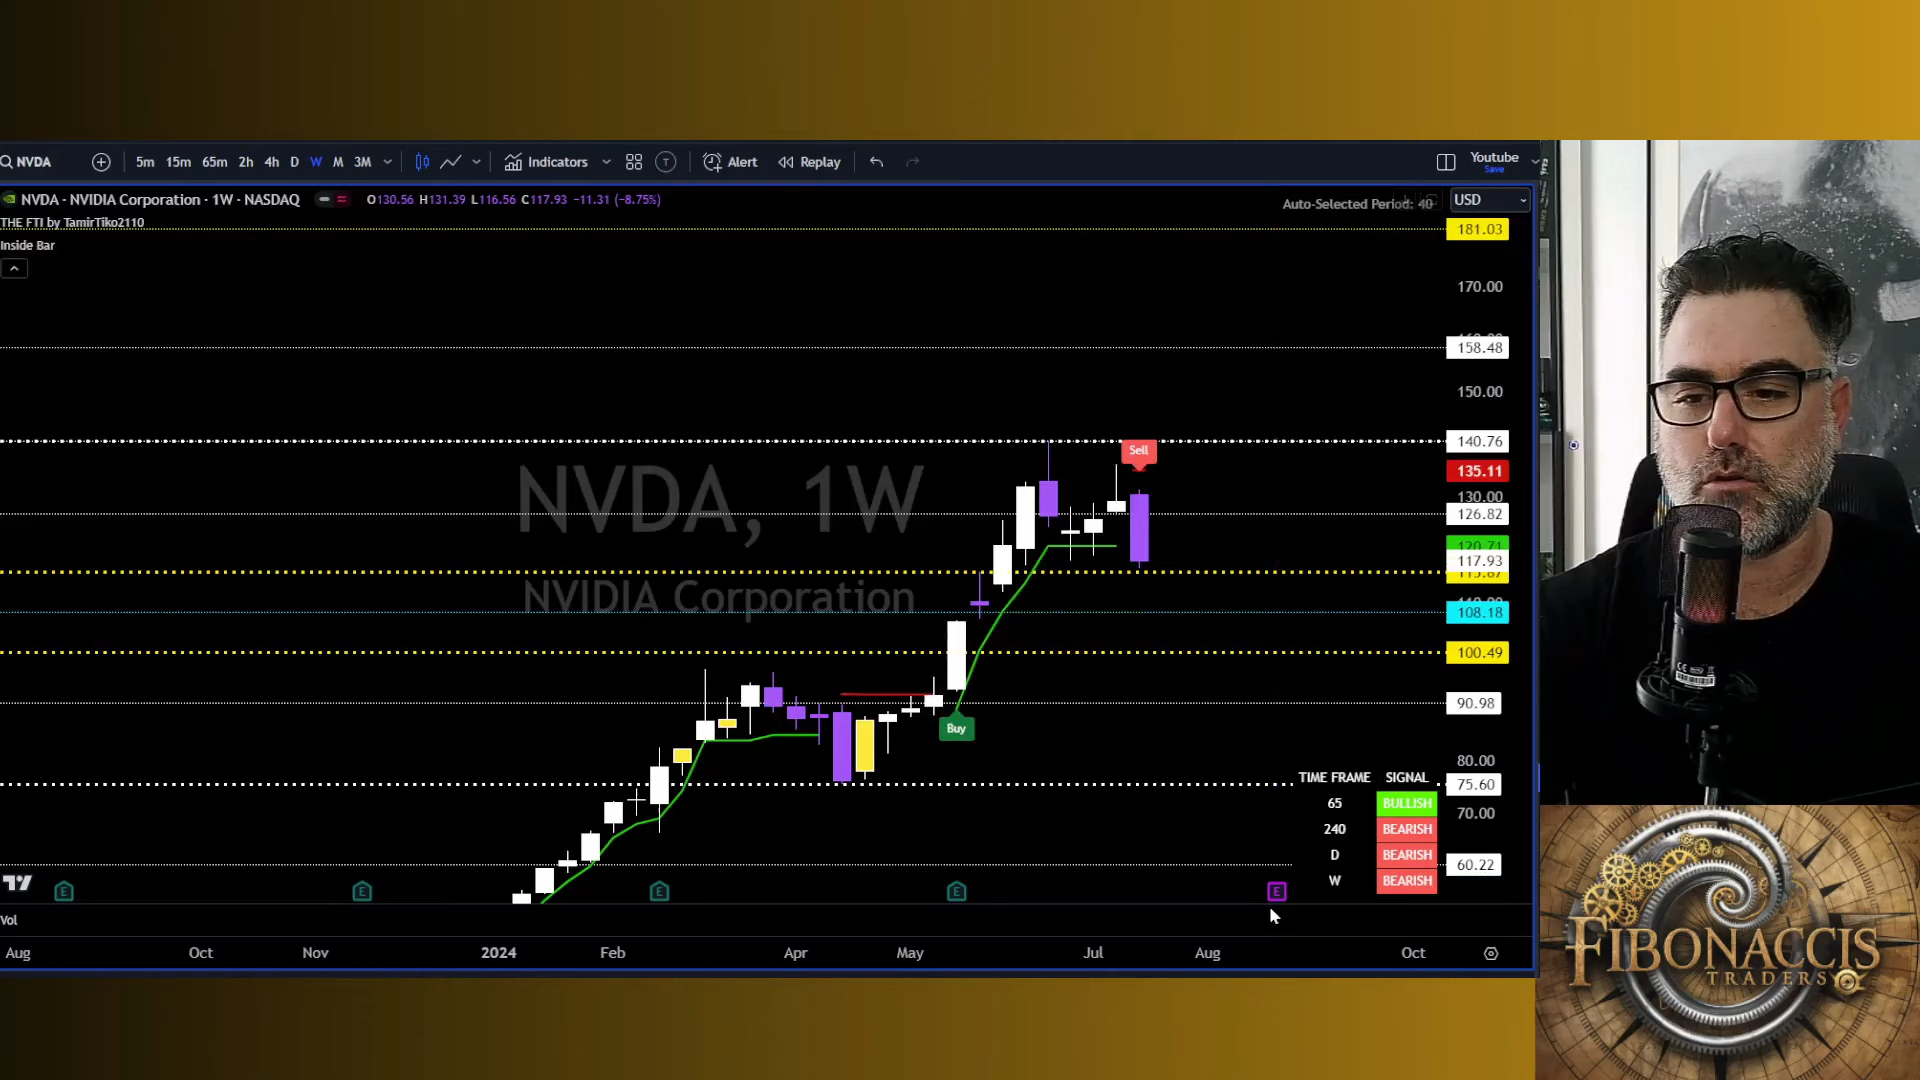 NVDA
5m 15m 65m 2h 4h D W M 3M Indicators T Alert Replay Youtube
Save
NVDA · NVIDIA Corporation · 1W · NASDAQ O130.56 H131.39 L116.56 C117.93 −11.31 (−8.75%)
Auto-Selected Period: 40
USD
THE FTI by TamirTiko2110
Inside Bar
181.03
170.00
158.48
150.00
140.76
Sell
135.11
130.00
126.82
NVDA, 1W
NVIDIA Corporation
120.71
117.93
115.67
108.18
100.49
90.98
Buy
80.00
75.60
70.00
60.22
TIME FRAME SIGNAL
65 BULLISH
240 BEARISH
D BEARISH
W BEARISH
E E E E E
Vol
Aug Oct Nov 2024 Feb Apr May Jul Aug Oct
FIBONACCIS
TRADERS